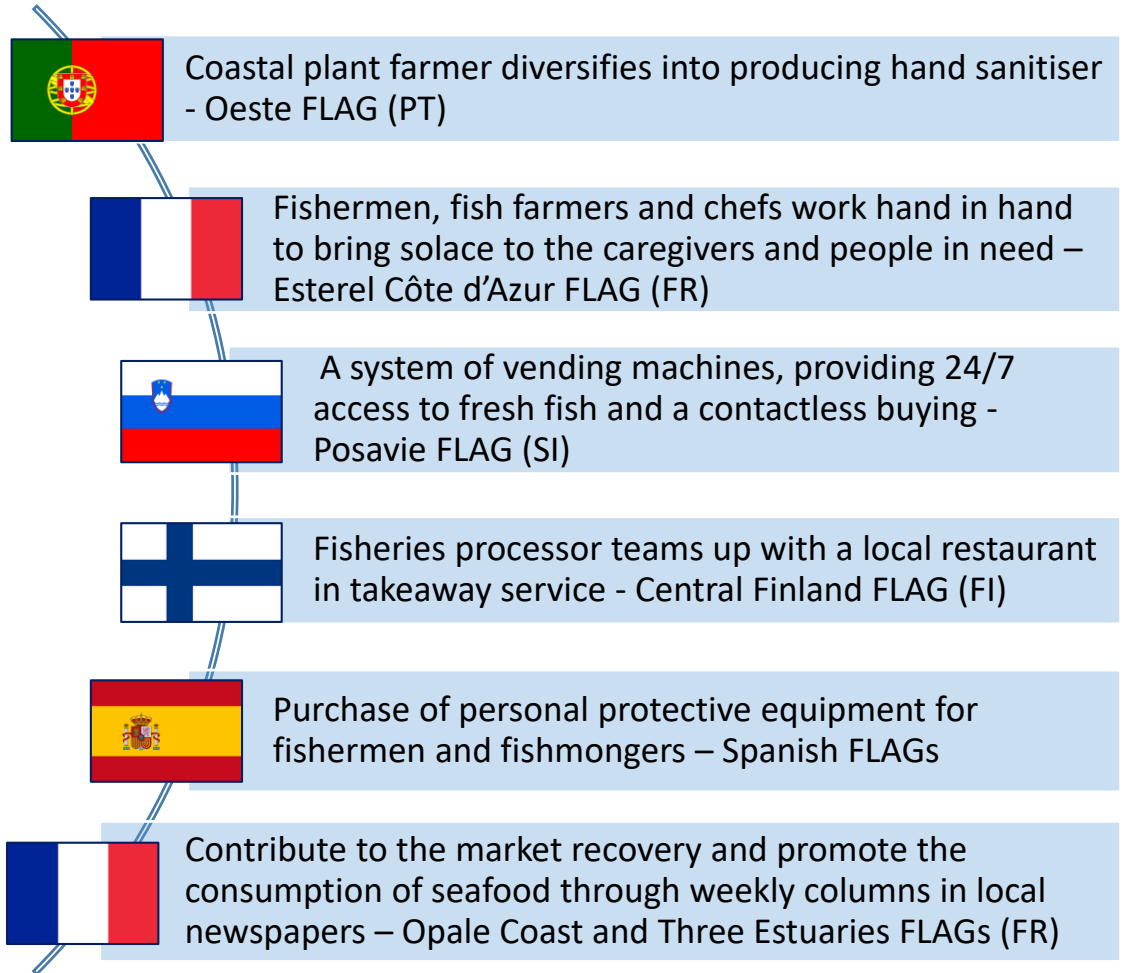 Coastal plant farmer diversifies into producing hand sanitiser
- Oeste FLAG (PT)
Fishermen, fish farmers and chefs work hand in hand
to bring solace to the caregivers and people in need –
Esterel Côte d’Azur FLAG (FR)
A system of vending machines, providing 24/7
access to fresh fish and a contactless buying -
Posavie FLAG (SI)
Fisheries processor teams up with a local restaurant
in takeaway service - Central Finland FLAG (FI)
Purchase of personal protective equipment for
fishermen and fishmongers – Spanish FLAGs
Contribute to the market recovery and promote the
consumption of seafood through weekly columns in local
newspapers – Opale Coast and Three Estuaries FLAGs (FR)